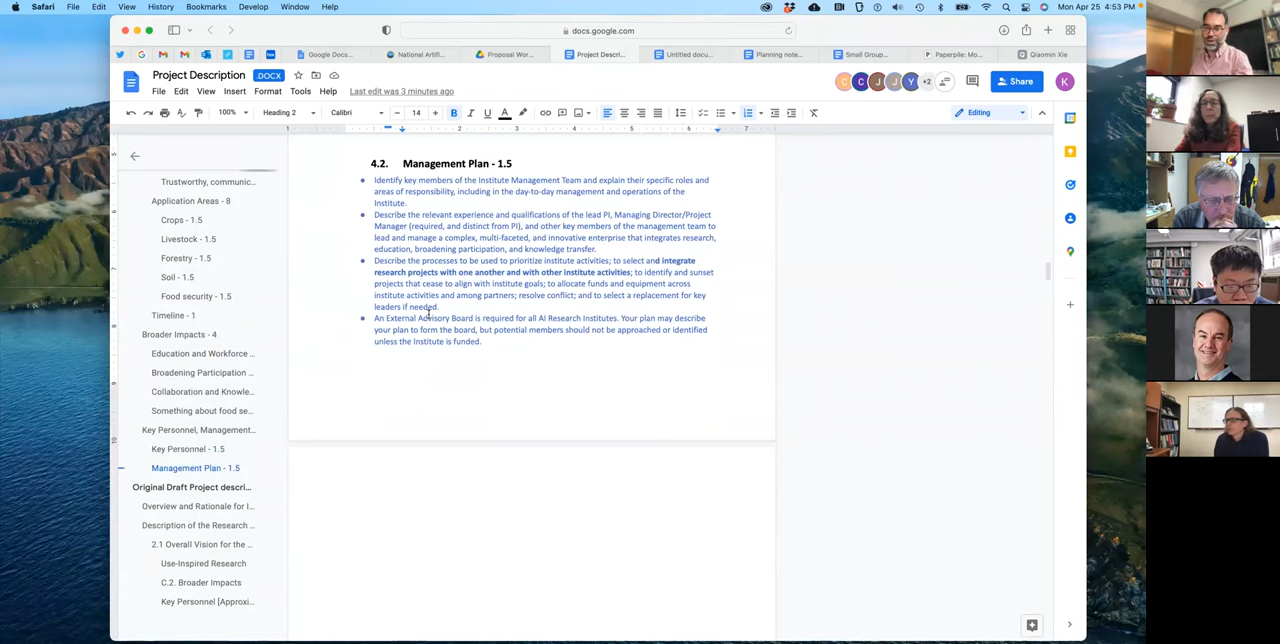 Safari File Edit View History Bookmarks Develop Window Help Mon Apr 25 4:53 PM
docs.google.com
Google Docs... National Artifi... Proposal Wor... Project Descri... Untitled docu... Planning note... Small Group... Paperpile: Mo... Qiaomin Xie
Project Description .DOCX
File Edit View Insert Format Tools Help Last edit was 3 minutes ago
+2 Share K
100% Heading 2 Calibri 14 Editing
1 2 3 4 5 6 7
4.2. Management Plan - 1.5
Identify key members of the Institute Management Team and explain their specific roles and
areas of responsibility, including in the day-to-day management and operations of the
Institute.
Describe the relevant experience and qualifications of the lead PI, Managing Director/Project
Manager (required, and distinct from PI), and other key members of the management team to
lead and manage a complex, multi-faceted, and innovative enterprise that integrates research,
education, broadening participation, and knowledge transfer.
Describe the processes to be used to prioritize institute activities; to select and integrate
research projects with one another and with other institute activities; to identify and sunset
projects that cease to align with institute goals; to allocate funds and equipment across
institute activities and among partners; resolve conflict; and to select a replacement for key
leaders if needed.
An External Advisory Board is required for all AI Research Institutes. Your plan may describe
your plan to form the board, but potential members should not be approached or identified
unless the Institute is funded.
Trustworthy, communic...
Application Areas - 8
Crops - 1.5
Livestock - 1.5
Forestry - 1.5
Soil - 1.5
Food security - 1.5
Timeline - 1
Broader Impacts - 4
Education and Workforce ...
Broadening Participation ...
Collaboration and Knowle...
Something about food se...
Key Personnel, Management...
Key Personnel - 1.5
Management Plan - 1.5
Original Draft Project descri...
Overview and Rationale for I...
Description of the Research ...
2.1 Overall Vision for the ...
Use-Inspired Research
C.2. Broader Impacts
Key Personnel [Approxi...